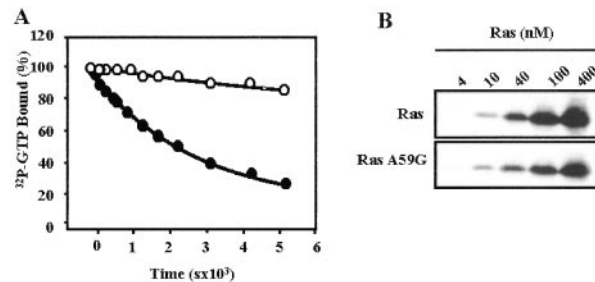 A
120
100
80
60
40
20
0
³²P-GTP Bound (%)
0 1 2 3 4 5 6
Time (sx10³)
B
Ras (nM)
4 10 40 100 400
Ras
Ras A59G